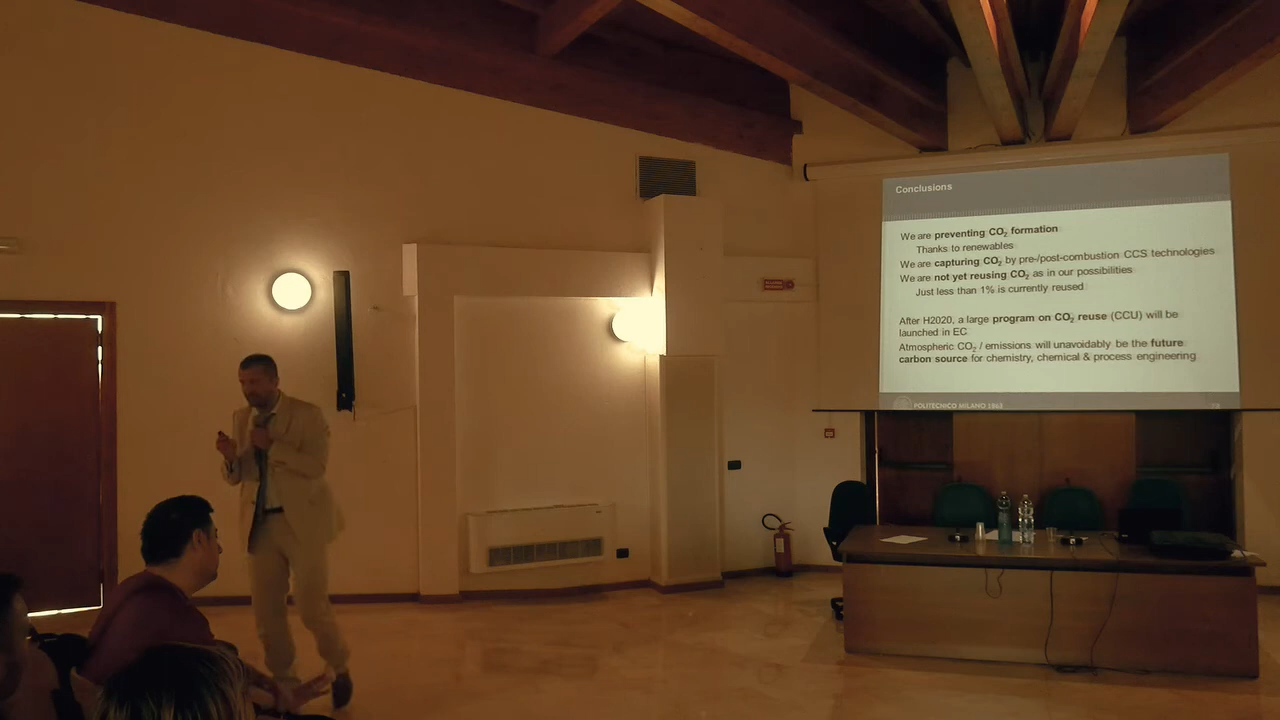 Conclusions
We are preventing CO2 formation
Thanks to renewables
We are capturing CO2 by pre-/post-combustion CCS technologies
We are not yet reusing CO2 as in our possibilities
Just less than 1% is currently reused
After H2020, a large program on CO2 reuse (CCU) will be
launched in EC
Atmospheric CO2 / emissions will unavoidably be the future
carbon source for chemistry, chemical & process engineering
POLITECNICO MILANO 1863